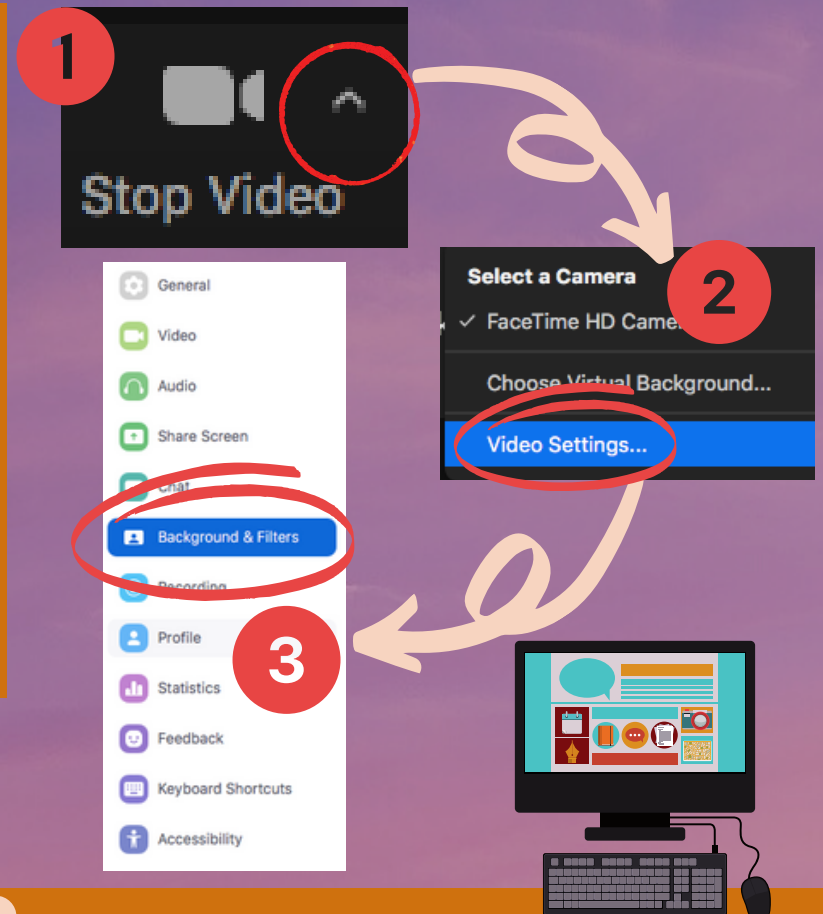 1
Stop Video
2
Select a Camera
✓ FaceTime HD Came
Choose Virtual Background...
Video Settings...
General
Video
Audio
Share Screen
Chat
Background & Filters
Recording
Profile
3
Statistics
Feedback
Keyboard Shortcuts
Accessibility